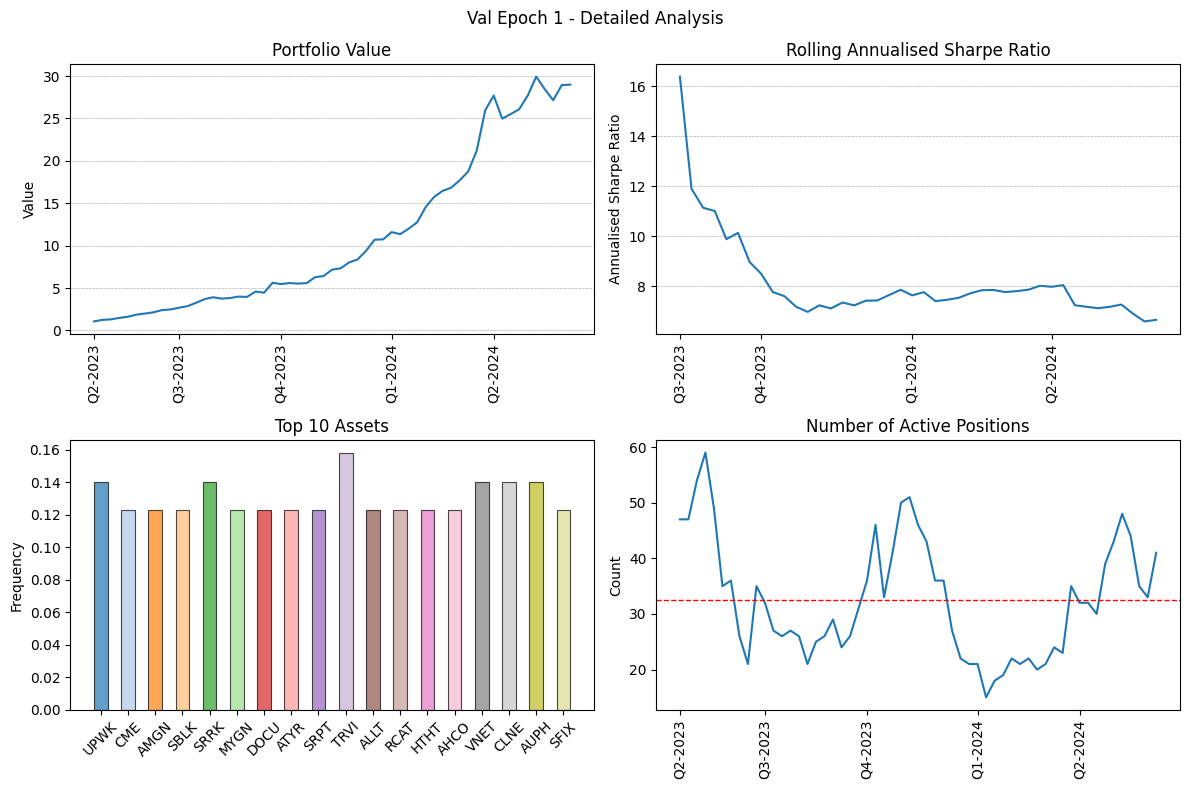 Val Epoch 1 - Detailed Analysis
Portfolio Value
Value
30
25
20
15
10
5
0
Q2-2023
Q3-2023
Q4-2023
Q1-2024
Q2-2024
Rolling Annualised Sharpe Ratio
Annualised Sharpe Ratio
16
14
12
10
8
Q3-2023
Q4-2023
Q1-2024
Q2-2024
Top 10 Assets
Frequency
0.16
0.14
0.12
0.10
0.08
0.06
0.04
0.02
0.00
UPWK
CME
AMGN
SBLK
SRRK
MYGN
DOCU
ATYR
SRPT
TRVI
ALLT
RCAT
HTHT
AHCO
VNET
CLNE
AUPH
SFIX
Number of Active Positions
Count
60
50
40
30
20
Q2-2023
Q3-2023
Q4-2023
Q1-2024
Q2-2024